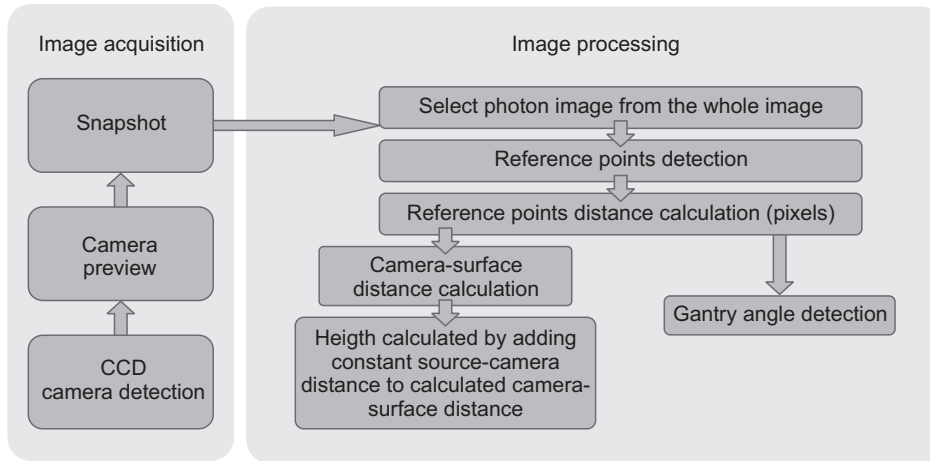 Image acquisition
Snapshot
Camera
preview
CCD
camera detection
Image processing
Select photon image from the whole image
Reference points detection
Reference points distance calculation (pixels)
Camera-surface
distance calculation
Heigth calculated by adding
constant source-camera
distance to calculated camera-
surface distance
Gantry angle detection